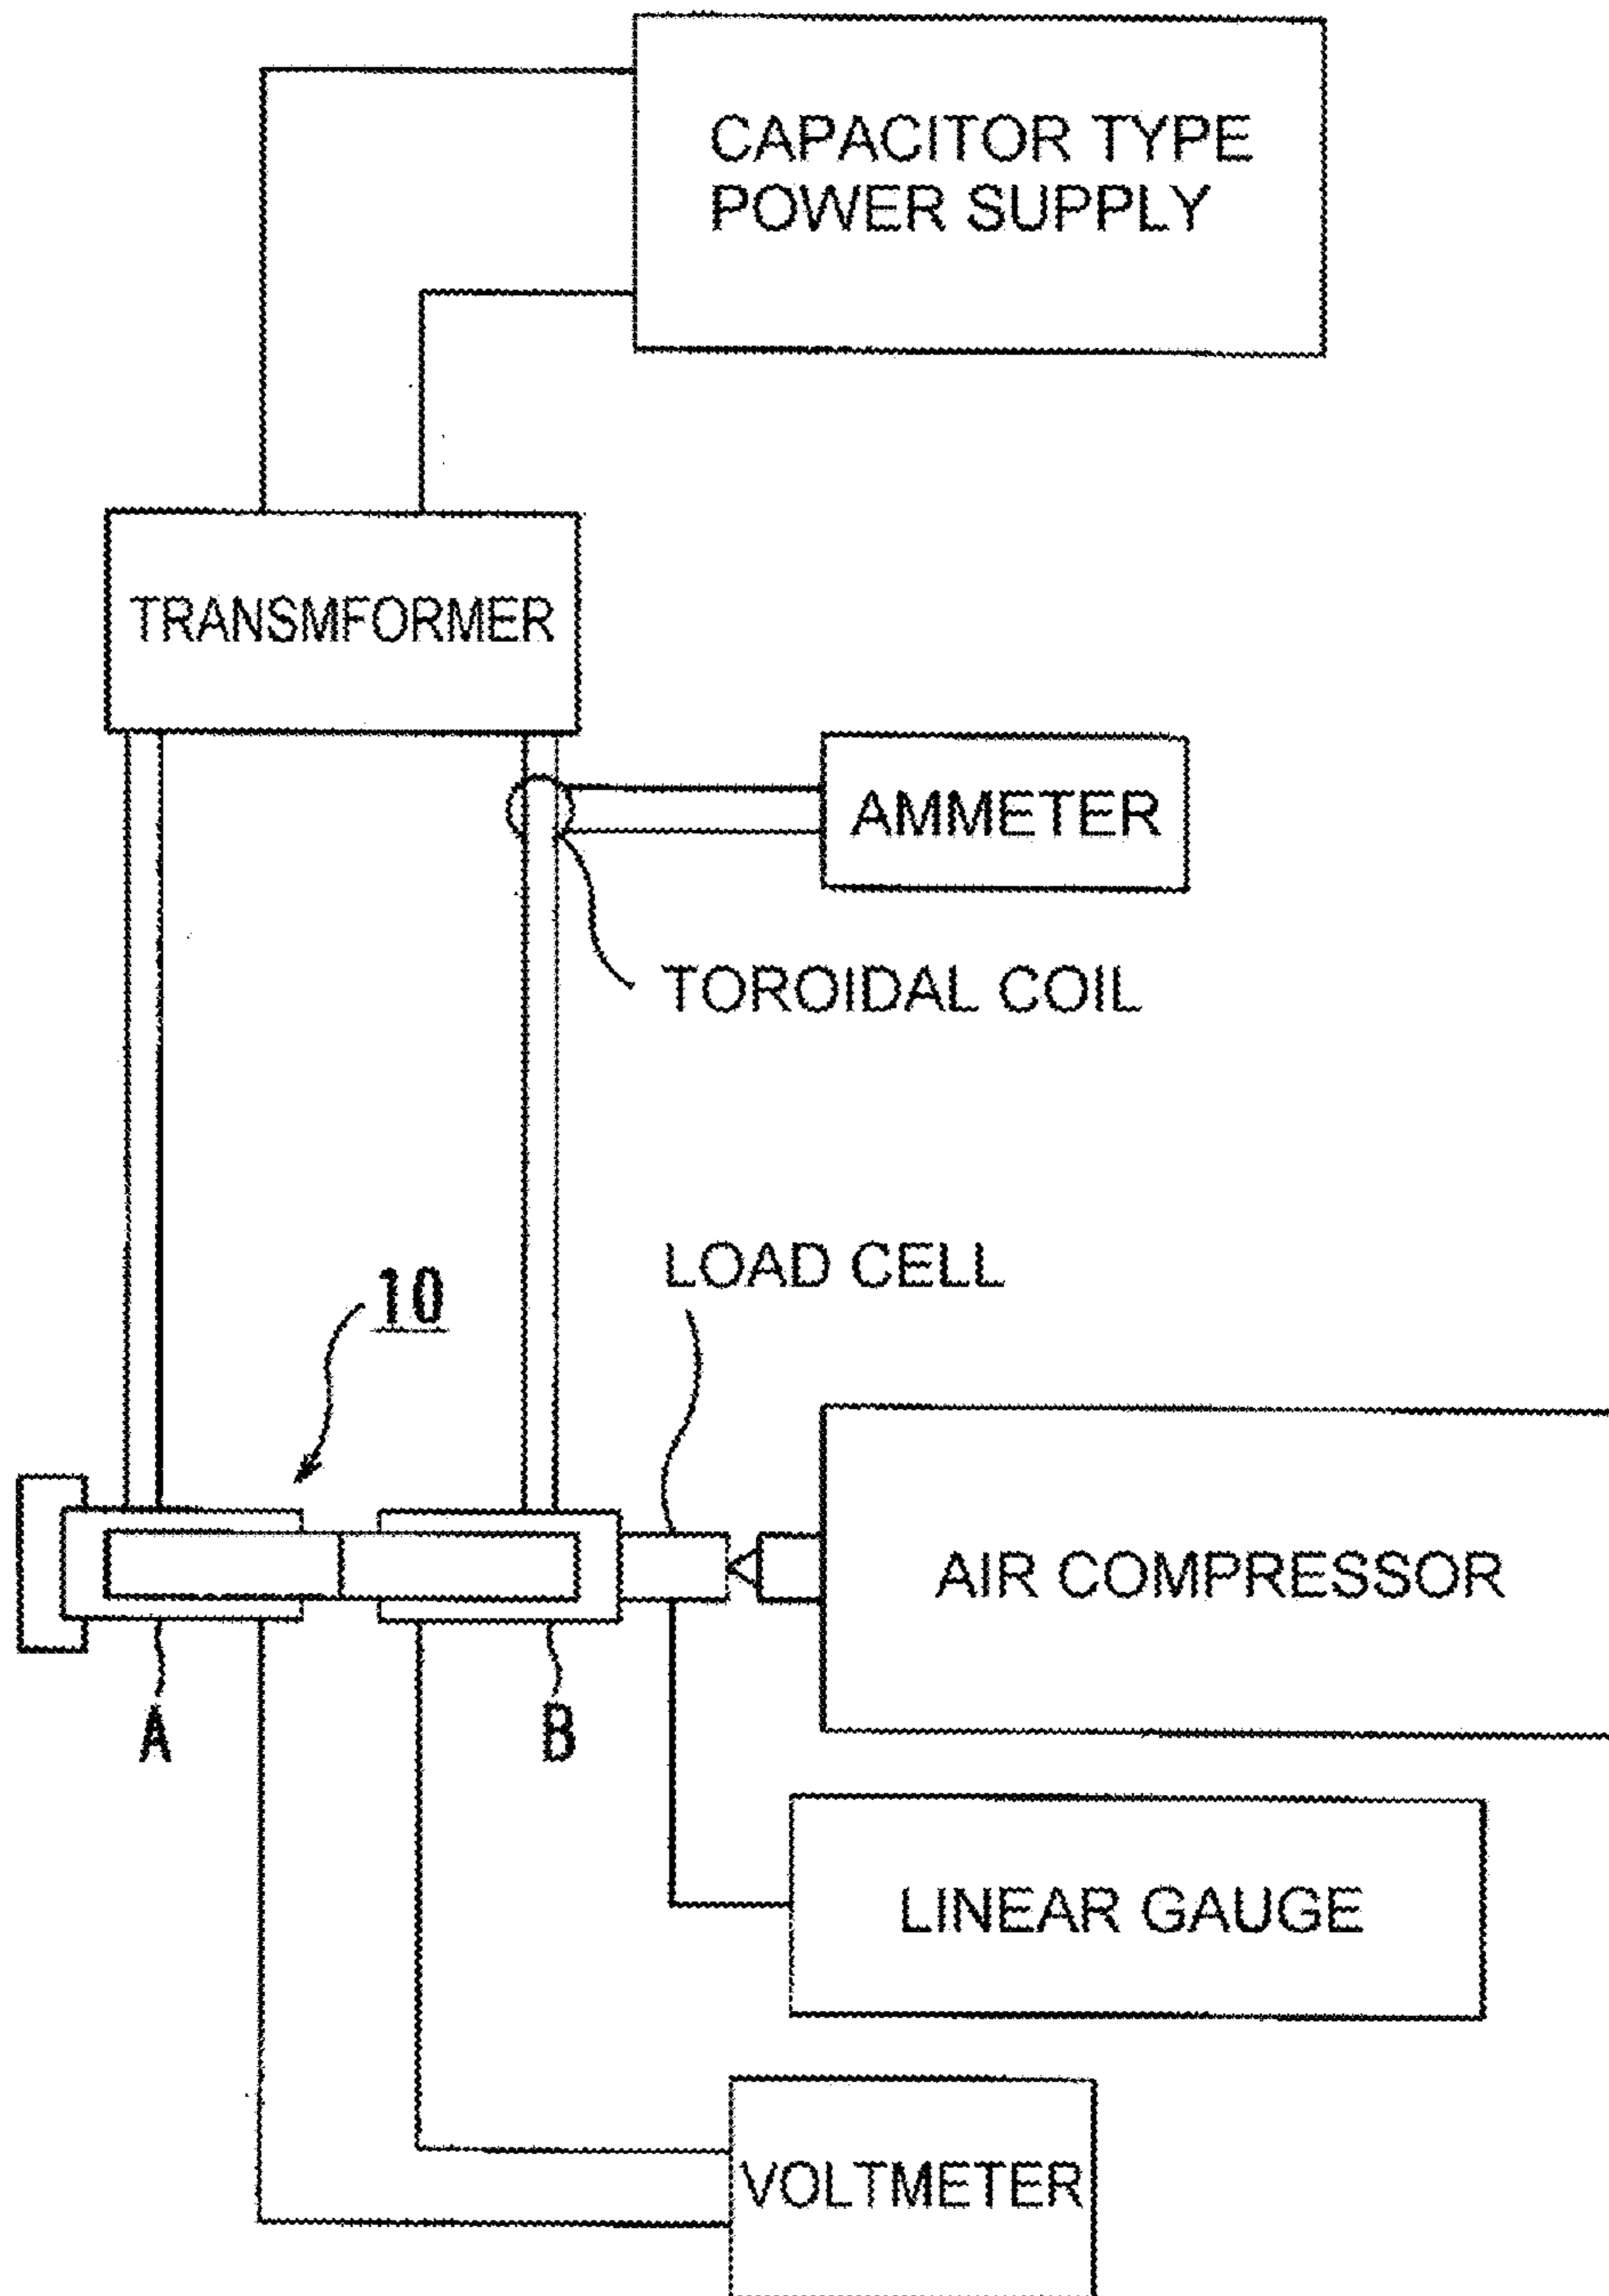 CAPACITOR TYPE
POWER SUPPLY
TRANSMFORMER
AMMETER
TOROIDAL COIL
LOAD CELL
10
AIR COMPRESSOR
A
B
LINEAR GAUGE
VOLTMETER